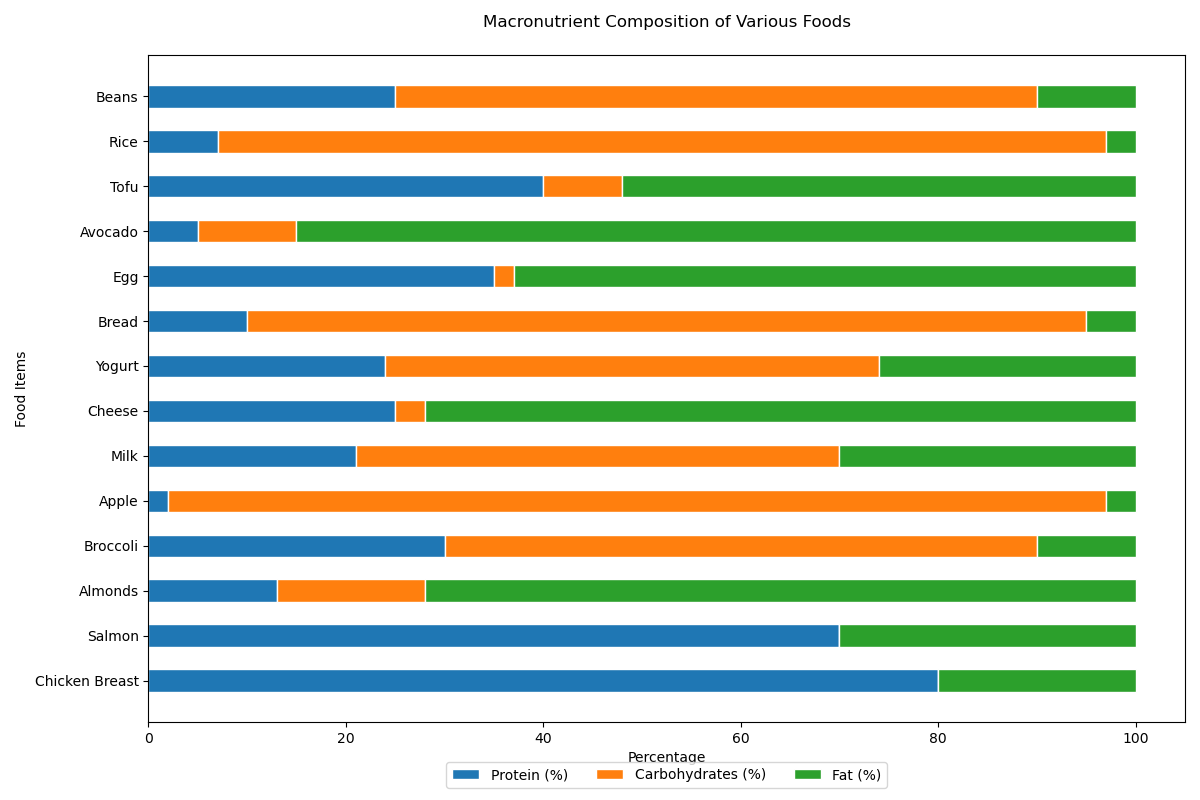 Macronutrient Composition of Various Foods
Food Items
Beans
Rice
Tofu
Avocado
Egg
Bread
Yogurt
Cheese
Milk
Apple
Broccoli
Almonds
Salmon
Chicken Breast
0 20 40 60 80 100
Percentage
Protein (%) Carbohydrates (%) Fat (%)